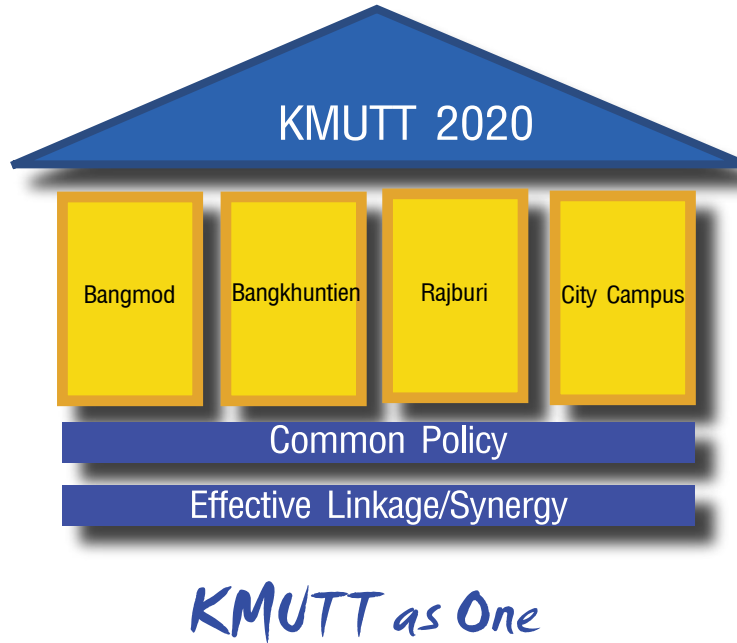 KMUTT 2020
Bangmod
Bangkhuntien
Rajburi
City Campus
Common Policy
Effective Linkage/Synergy
KMUTT as One